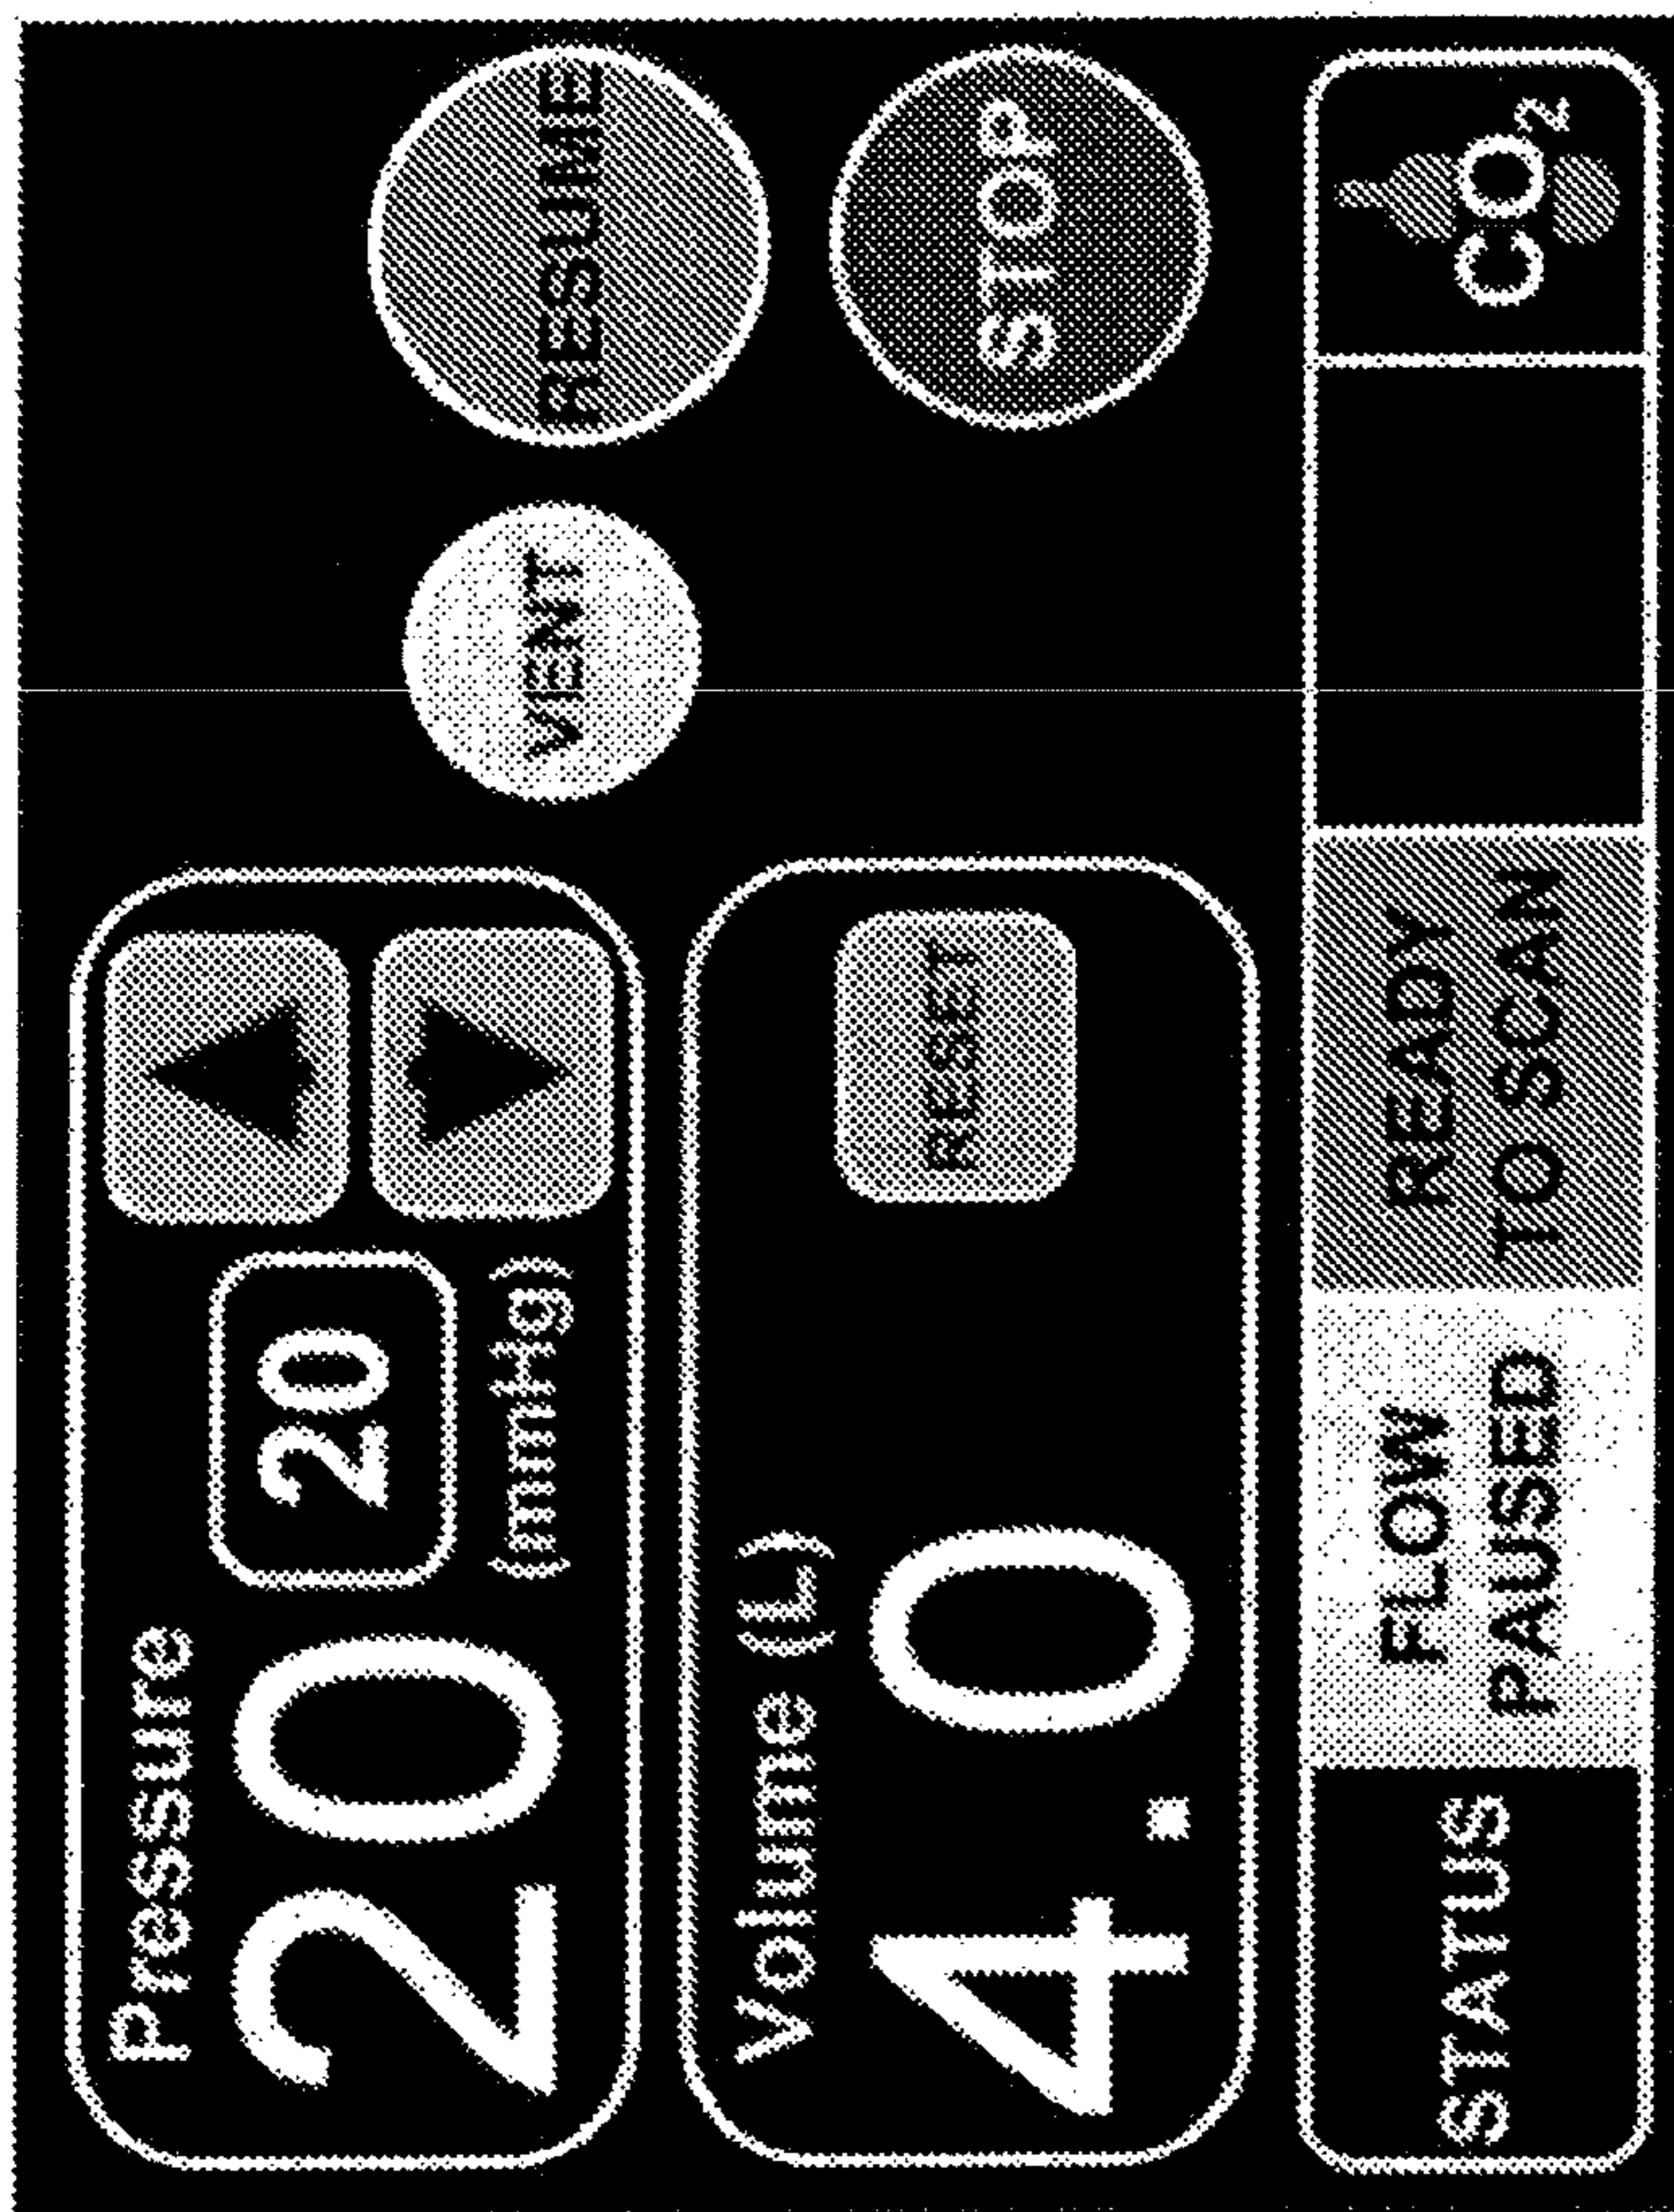 Pressure
20
20
(mmHg)
VENT
RESUME
Volume (L)
4.0
RESET
STOP
STATUS
FLOW
PAUSED
READY
TO SCAN
CO₂